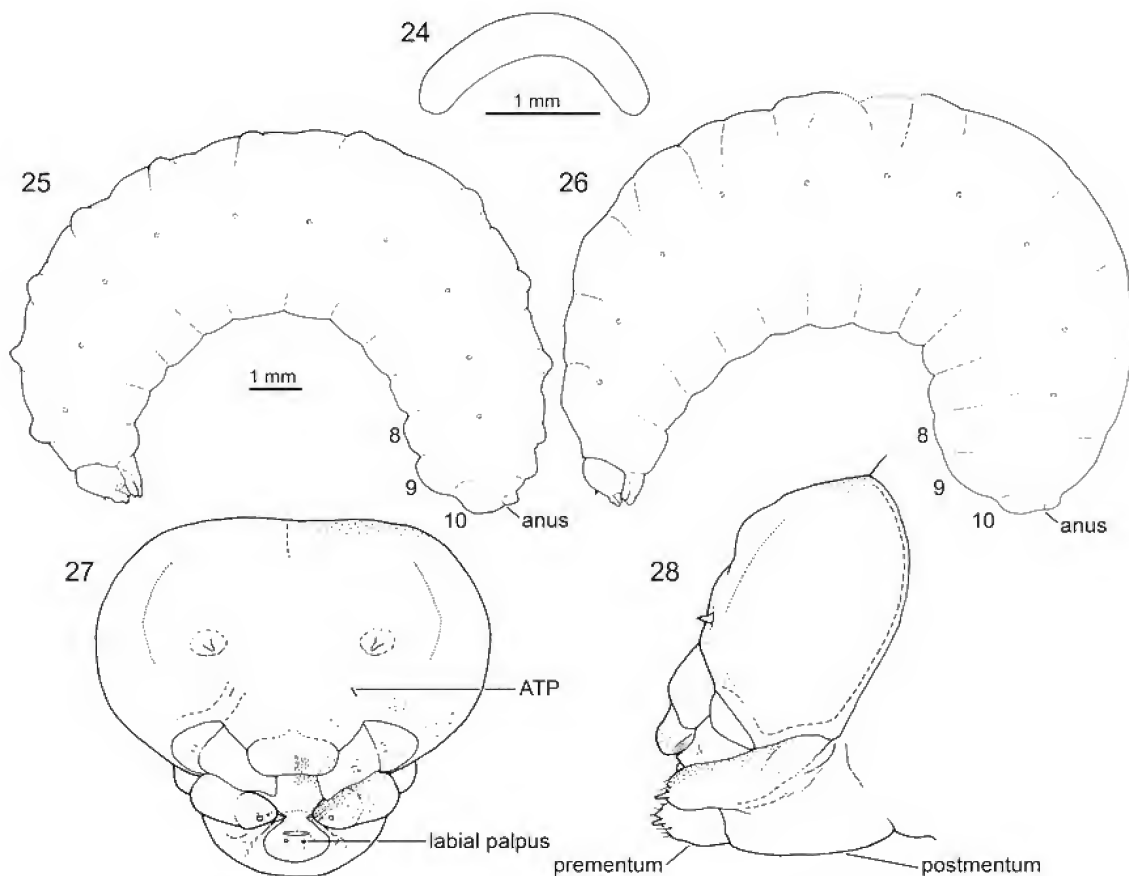 24
1 mm
25
26
1 mm
8
9
10
anus
8
9
10
anus
27
28
ATP
labial palpus
prementum
postmentum